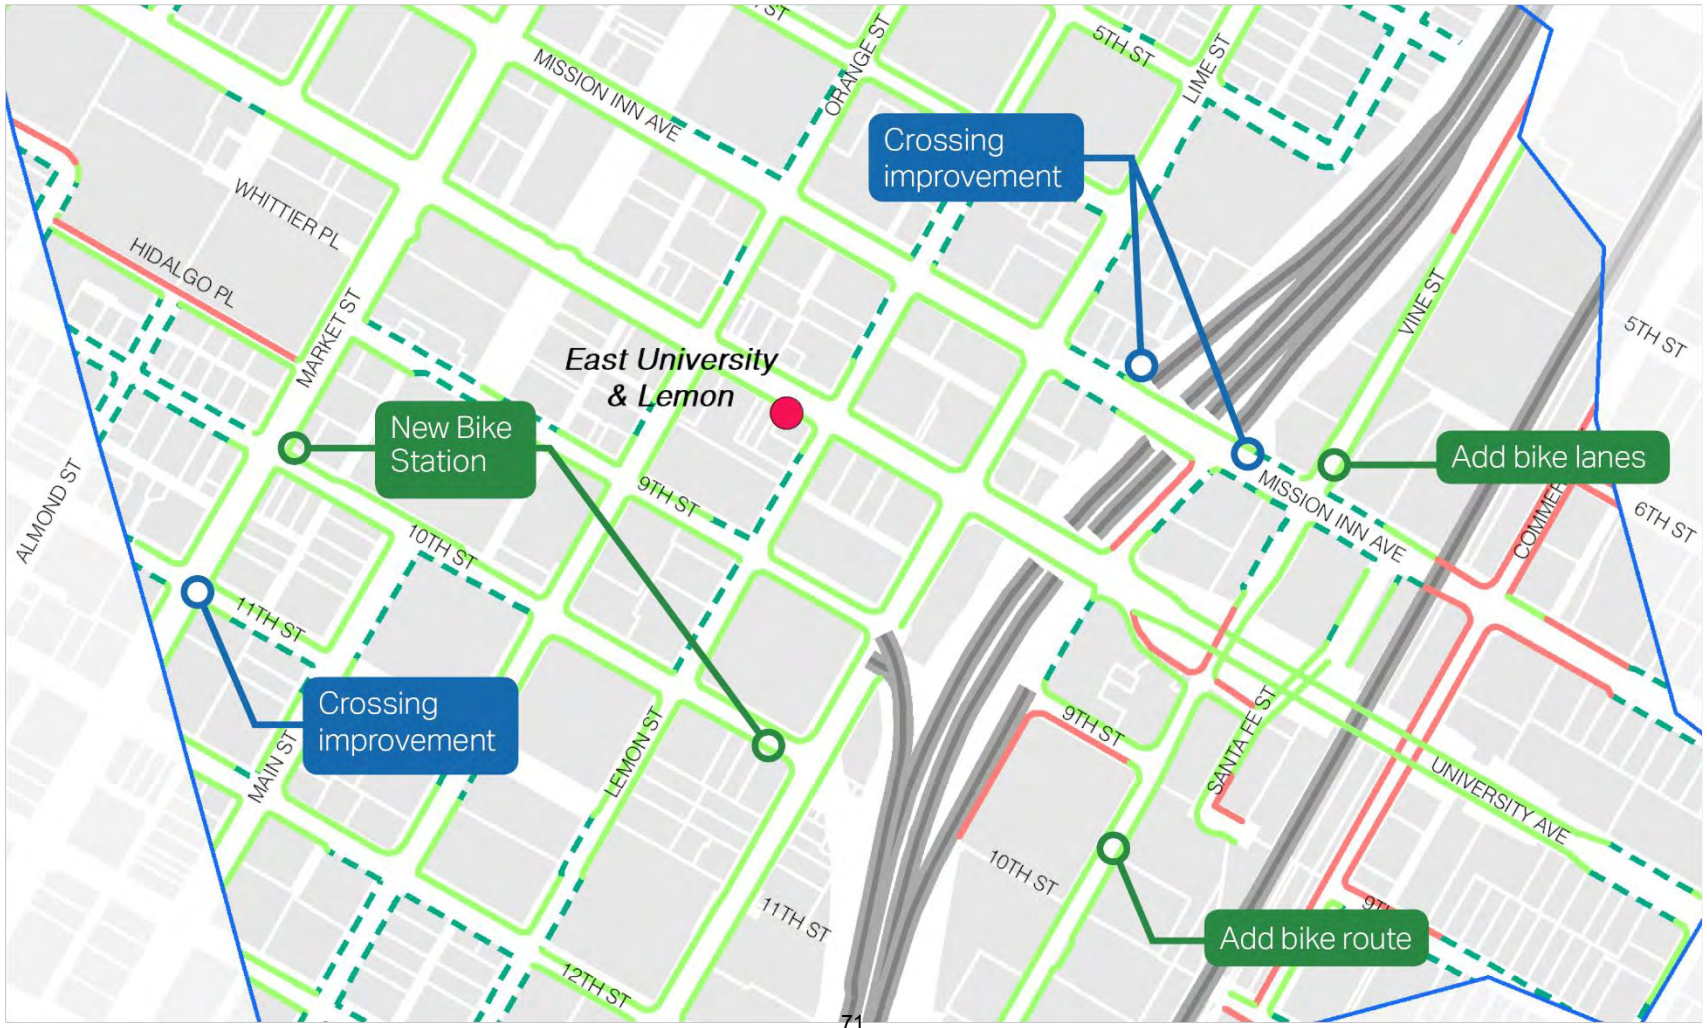 ST
ORANGE ST
5TH ST
LIME ST
MISSION INN AVE
Crossing
improvement
WHITTIER PL
HIDALGO PL
MARKET ST
VINE ST
5TH ST
East University
& Lemon
New Bike
Station
Add bike lanes
ALMOND ST
9TH ST
MISSION INN AVE
COMMER
6TH ST
10TH ST
11TH ST
Crossing
improvement
MAIN ST
LEMON ST
9TH ST
SANTA FE ST
UNIVERSITY AVE
10TH ST
11TH ST
9TH
Add bike route
12TH ST
71